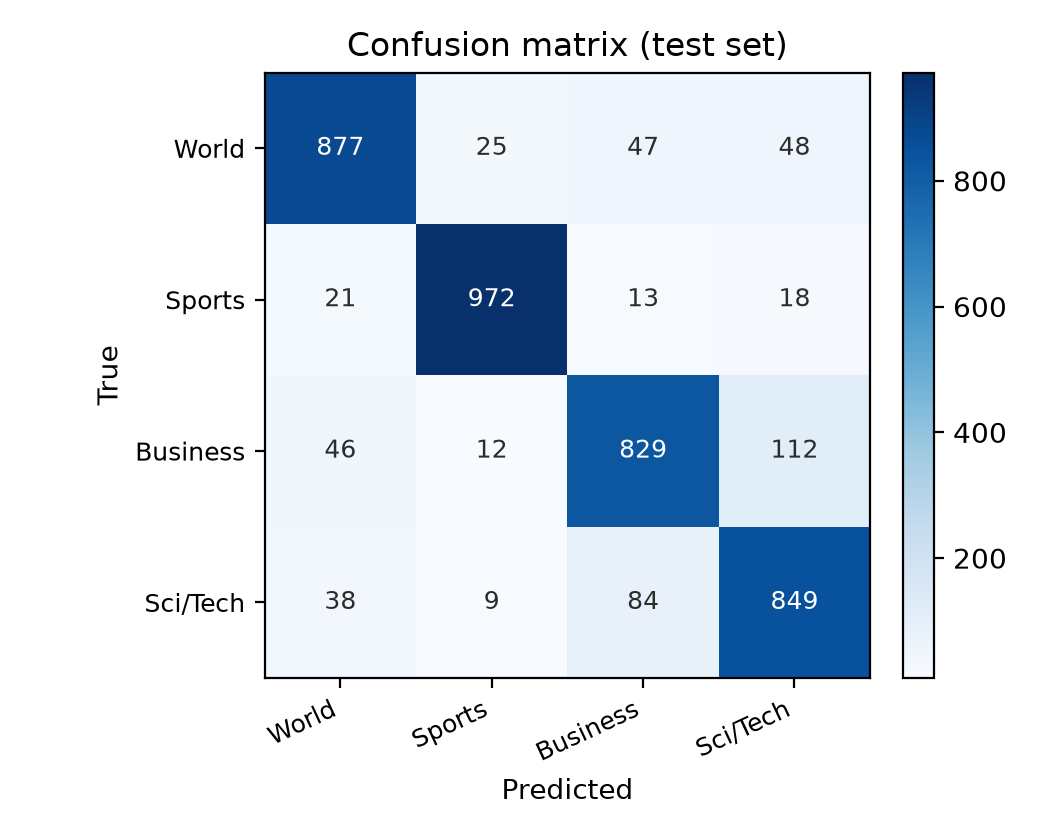 Confusion matrix (test set)
World 877 25 47 48
Sports 21 972 13 18
Business 46 12 829 112
Sci/Tech 38 9 84 849
True
World Sports Business Sci/Tech
Predicted
800
600
400
200